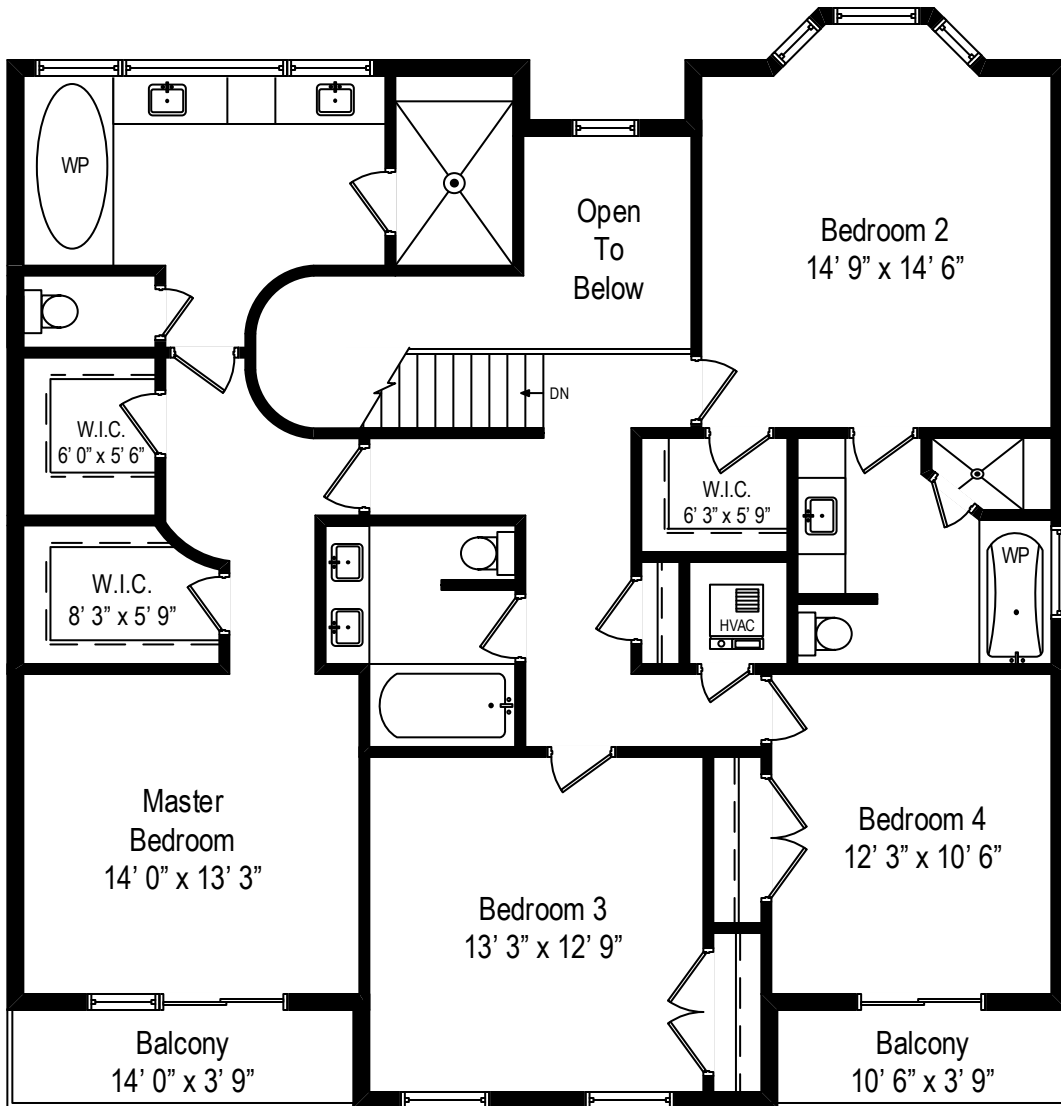 WP
Open
To
Below
Bedroom 2
14’ 9” x 14’ 6”
DN
W.I.C.
6’ 0” x 5’ 6”
W.I.C.
6’ 3” x 5’ 9”
WP
W.I.C.
8’ 3” x 5’ 9”
HVAC
Master
Bedroom
14’ 0” x 13’ 3”
Bedroom 3
13’ 3” x 12’ 9”
Bedroom 4
12’ 3” x 10’ 6”
Balcony
14’ 0” x 3’ 9”
Balcony
10’ 6” x 3’ 9”